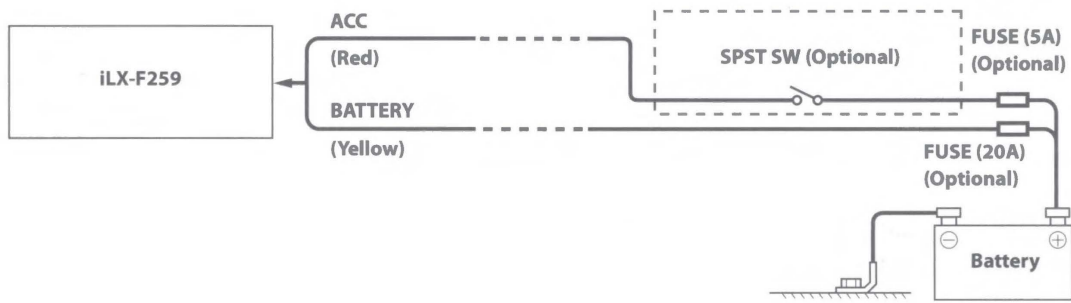 ACC
(Red)
iLX-F259
BATTERY
(Yellow)
SPST SW (Optional)
FUSE (5A)
(Optional)
FUSE (20A)
(Optional)
Battery